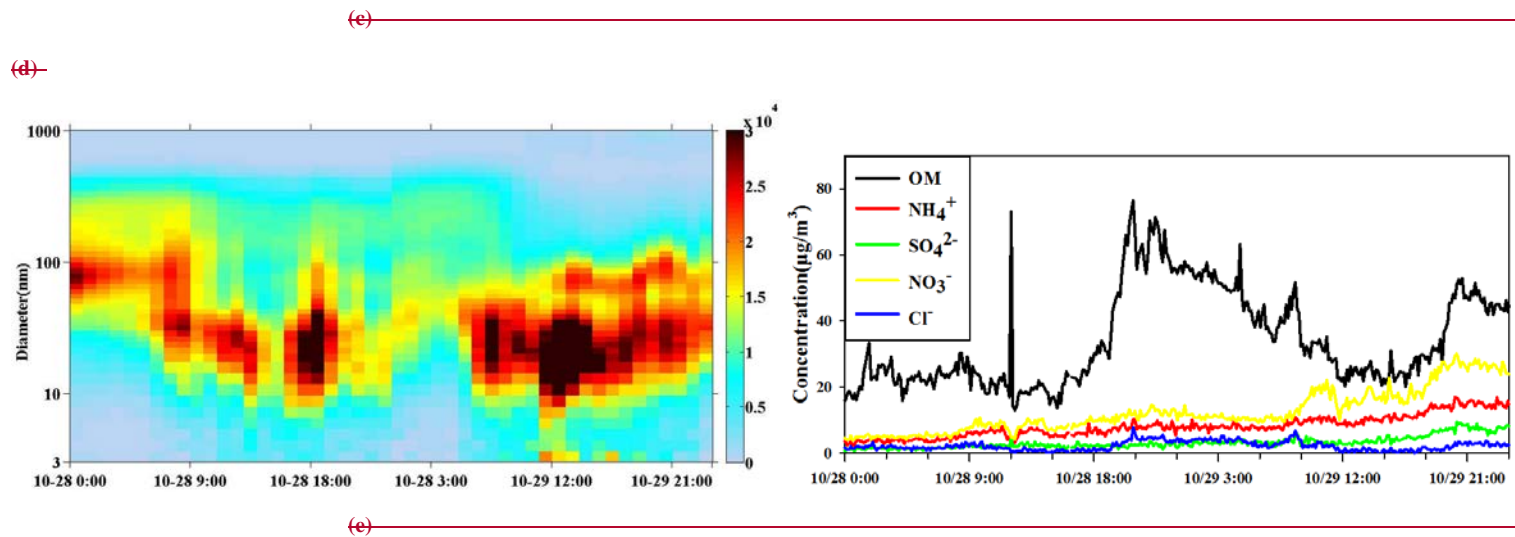 (c)
(d)
x 10^4
1000
100
10
3
Diameter(nm)
3
2.5
2
1.5
1
0.5
0
10-28 0:00 10-28 9:00 10-28 18:00 10-28 3:00 10-29 12:00 10-29 21:00
Concentration(µg/m³)
80
60
40
20
0
OM
NH₄⁺
SO₄²⁻
NO₃⁻
Cl⁻
10/28 0:00 10/28 9:00 10/28 18:00 10/29 3:00 10/29 12:00 10/29 21:00
(e)